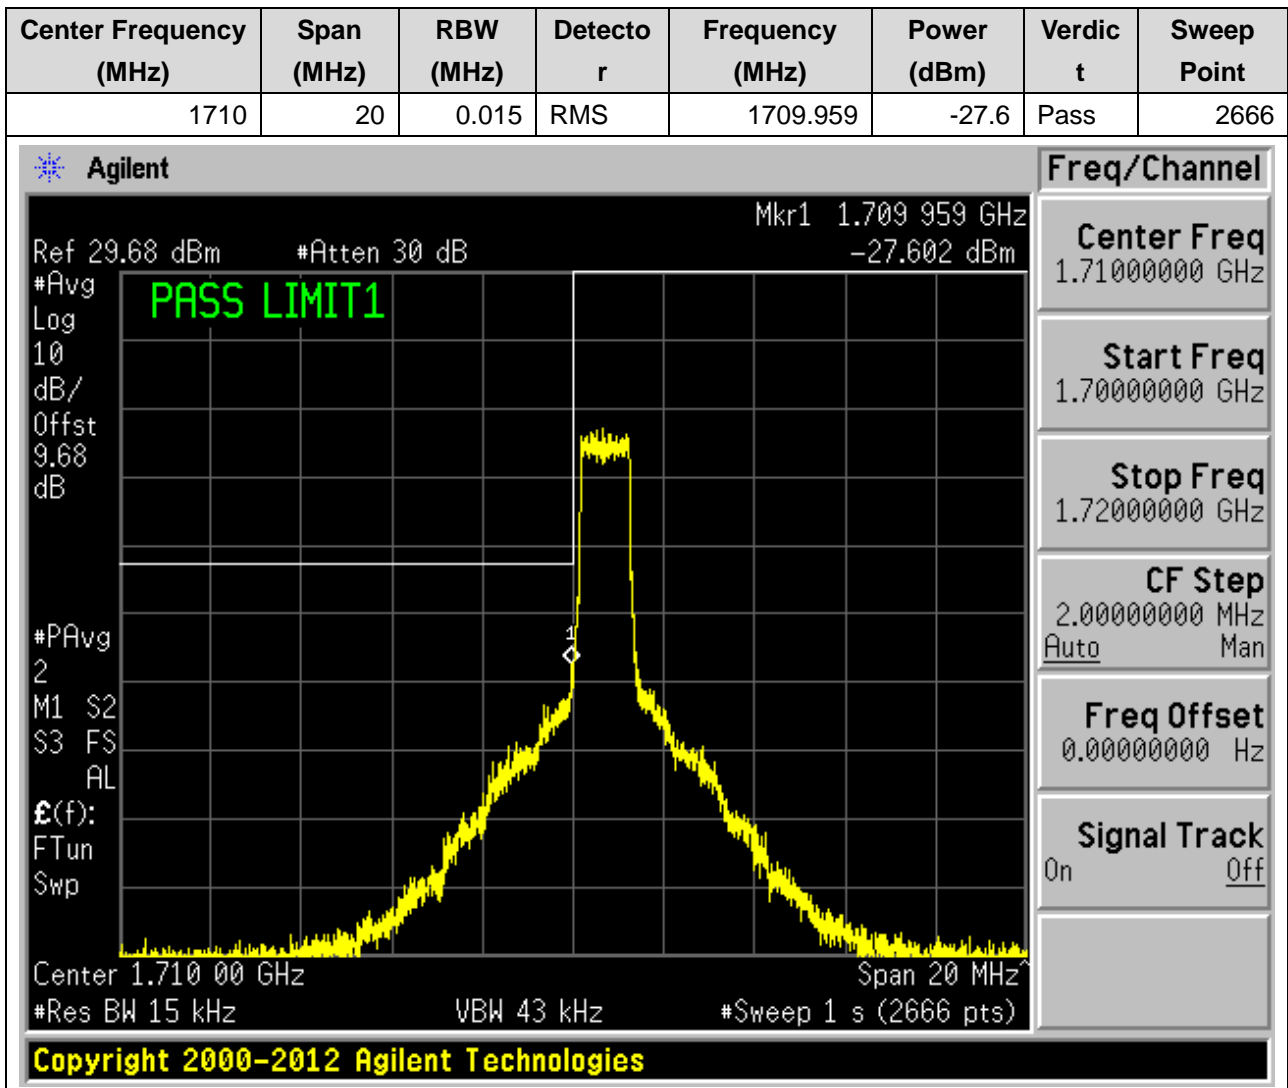 Center Frequency (MHz) Span (MHz) RBW (MHz) Detecto r Frequency (MHz) Power (dBm) Verdic t Sweep Point
1710 20 0.015 RMS 1709.959 -27.6 Pass 2666
Agilent
Freq/Channel
Mkr1 1.709 959 GHz
Ref 29.68 dBm #Atten 30 dB -27.602 dBm
#Avg
Log
10
dB/
Offst
9.68
dB
PASS LIMIT1
1
#PAvg
2
M1 S2
S3 FS
AL
£(f):
FTun
Swp
Center 1.710 00 GHz Span 20 MHz^
#Res BW 15 kHz VBW 43 kHz #Sweep 1 s (2666 pts)
Center Freq
1.71000000 GHz
Start Freq
1.70000000 GHz
Stop Freq
1.72000000 GHz
CF Step
2.00000000 MHz
Auto Man
Freq Offset
0.00000000 Hz
Signal Track
On Off
Copyright 2000-2012 Agilent Technologies